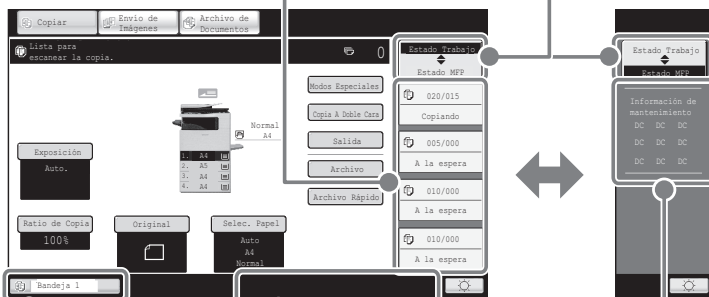 Copiar
Envío de
Imágenes
Archivo de
Documentos
Lista para
escanear la copia.
0
Estado Trabajo
Estado MFP
Modos Especiales
Copia A Doble Cara
Salida
Archivo
Archivo Rápido
Normal
A4
1. A4
2. A5
3. A4
4. A4
Exposición
Auto.
Ratio de Copia
100%
Original
Selec. Papel
Auto
A4
Normal
Bandeja 1
020/015
Copiando
005/000
A la espera
010/000
A la espera
010/000
A la espera
Estado Trabajo
Estado MFP
Información de
mantenimiento
DC DC DC
DC DC DC
DC DC DC